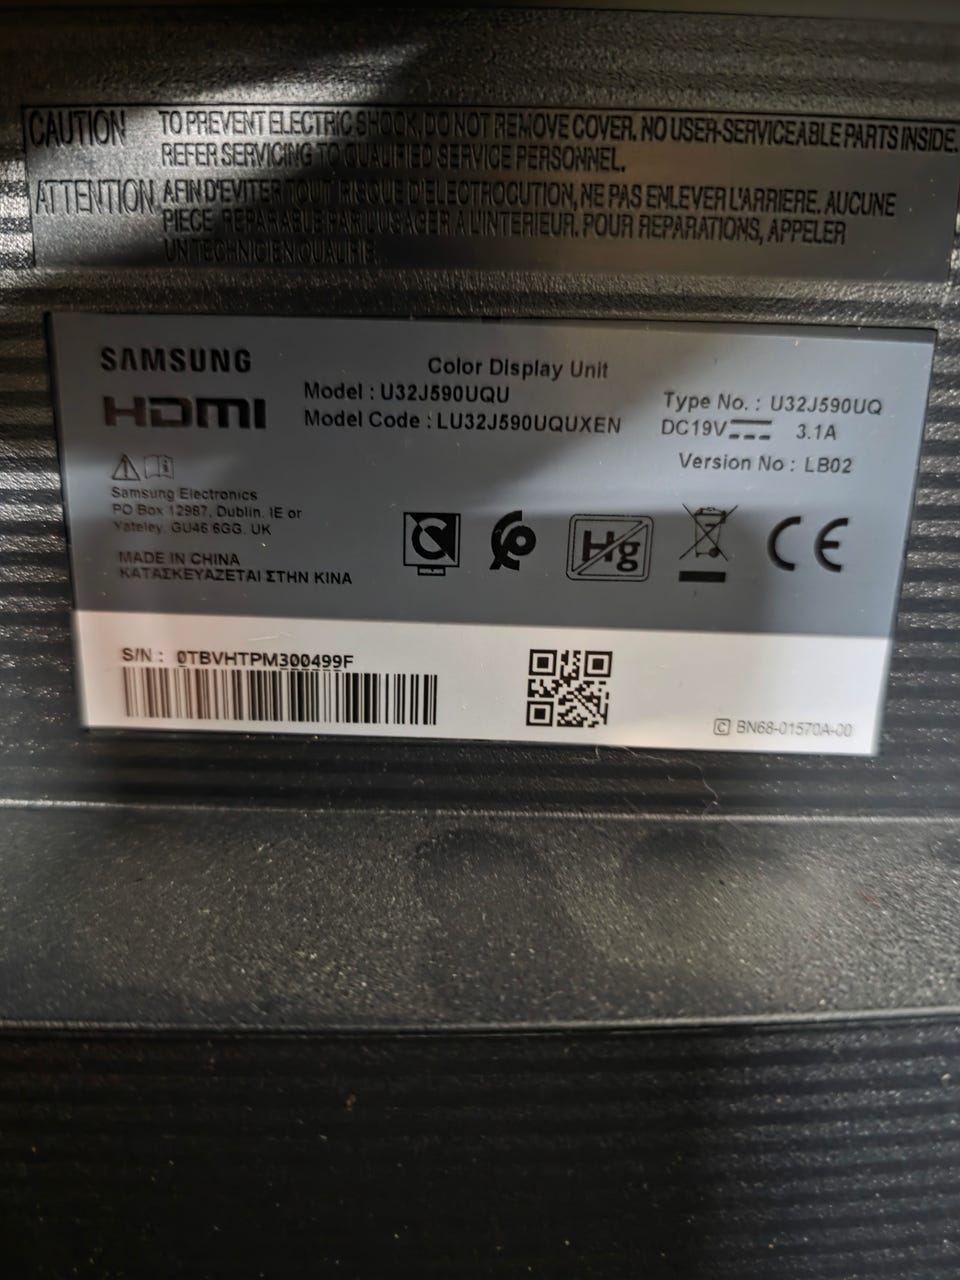 CAUTION TO PREVENT ELECTRIC SHOCK, DO NOT REMOVE COVER. NO USER-SERVICEABLE PARTS INSIDE.
REFER SERVICING TO QUALIFIED SERVICE PERSONNEL.
ATTENTION AFIN D'EVITER TOUT RISQUE D'ELECTROCUTION, NE PAS ENLEVER L'ARRIERE. AUCUNE
PIECE REPARABLE PAR L'USAGER A L'INTERIEUR. POUR REPARATIONS, APPELER
UN TECHNICIEN QUALIFIE
SAMSUNG
HDMI
Color Display Unit
Model : U32J590UQU
Model Code : LU32J590UQUXEN
Type No. : U32J590UQ
DC19V 3.1A
Version No : LB02
Samsung Electronics
PO Box 12987, Dublin. IE or
Yateley, GU46 6GG. UK
MADE IN CHINA
ΚΑΤΑΣΚΕΥΑΖΕΤΑΙ ΣΤΗΝ ΚΙΝΑ
Hg
CE
S/N : 0TBVHTPM300499F
C BN68-01570A-00